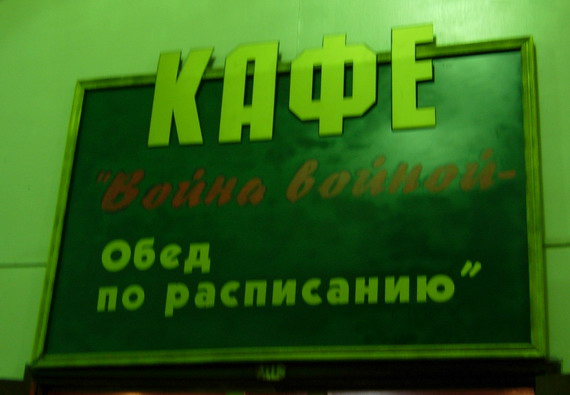 КАФЕ
"Война войной-
Обед
по расписанию"